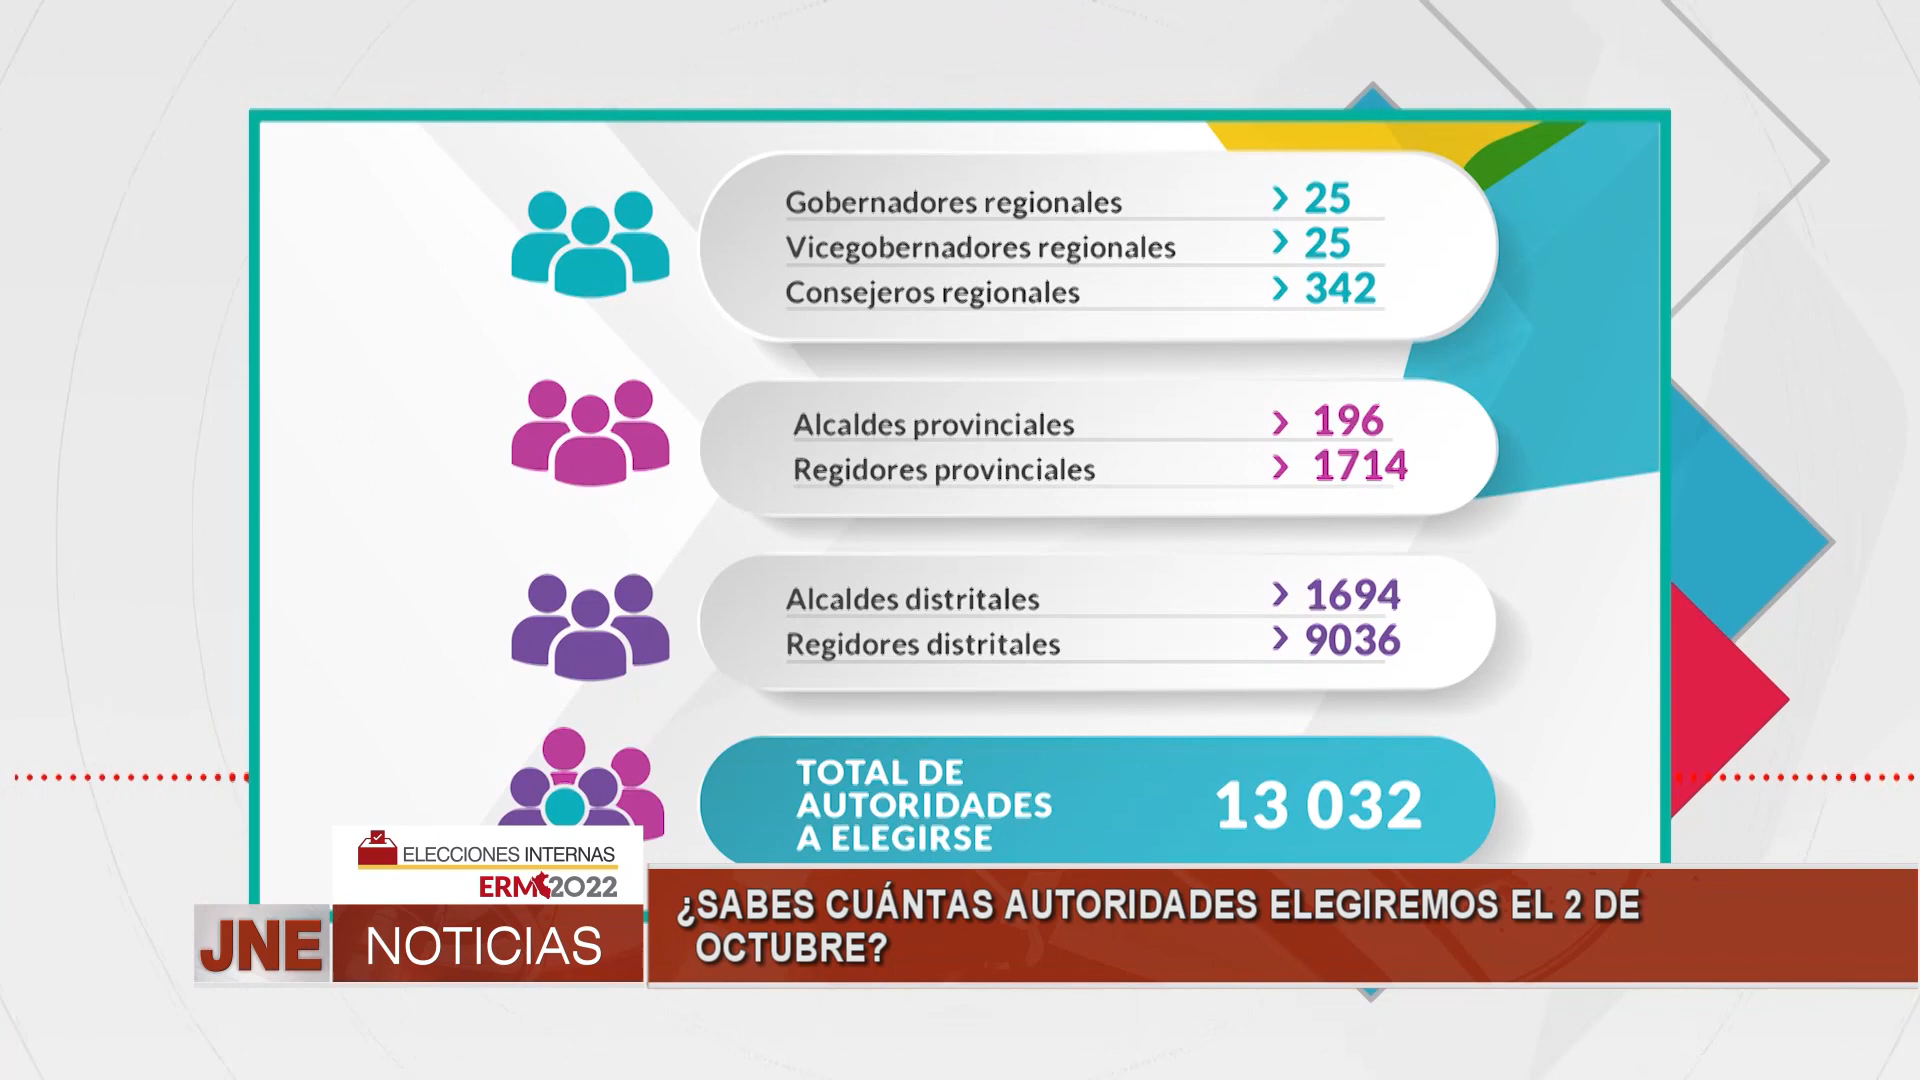 Gobernadores regionales > 25
Vicegobernadores regionales > 25
Consejeros regionales > 342
Alcaldes provinciales > 196
Regidores provinciales > 1714
Alcaldes distritales > 1694
Regidores distritales > 9036
TOTAL DE
AUTORIDADES
A ELEGIRSE
13 032
ELECCIONES INTERNAS
ERM2022
JNE NOTICIAS
¿SABES CUÁNTAS AUTORIDADES ELEGIREMOS EL 2 DE
OCTUBRE?